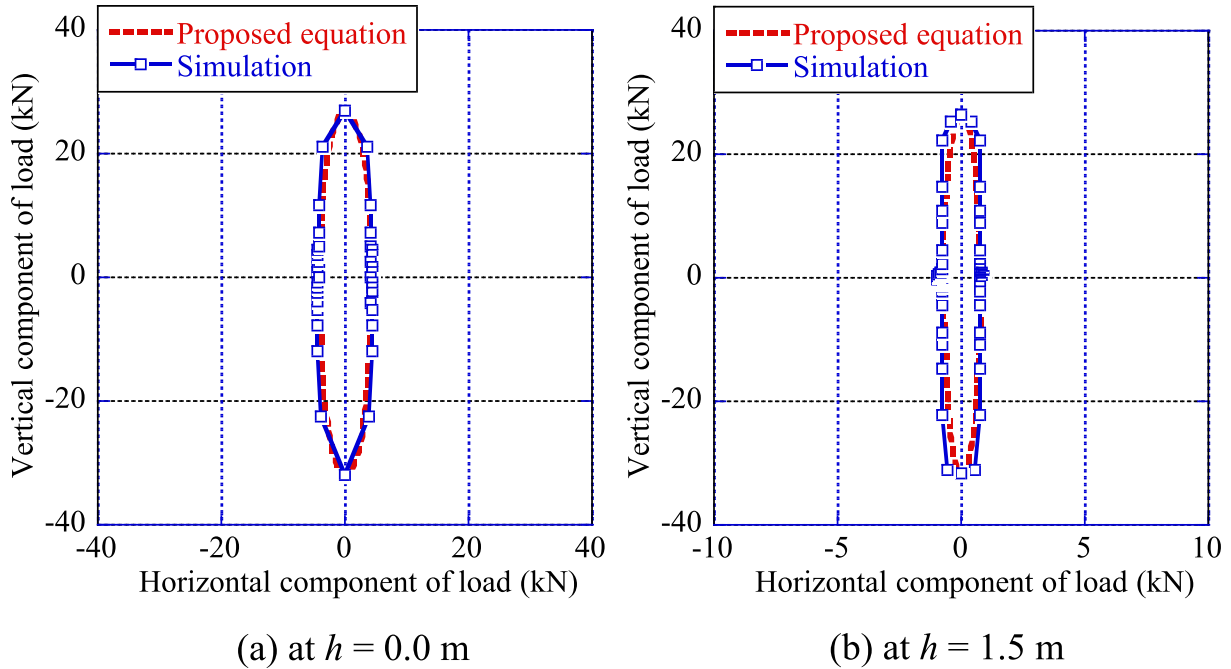 Proposed equation
Simulation
Vertical component of load (kN)
40
20
0
-20
-40
-40
-20
0
20
40
Horizontal component of load (kN)
(a) at h = 0.0 m
Proposed equation
Simulation
Vertical component of load (kN)
40
20
0
-20
-40
-10
-5
0
5
10
Horizontal component of load (kN)
(b) at h = 1.5 m